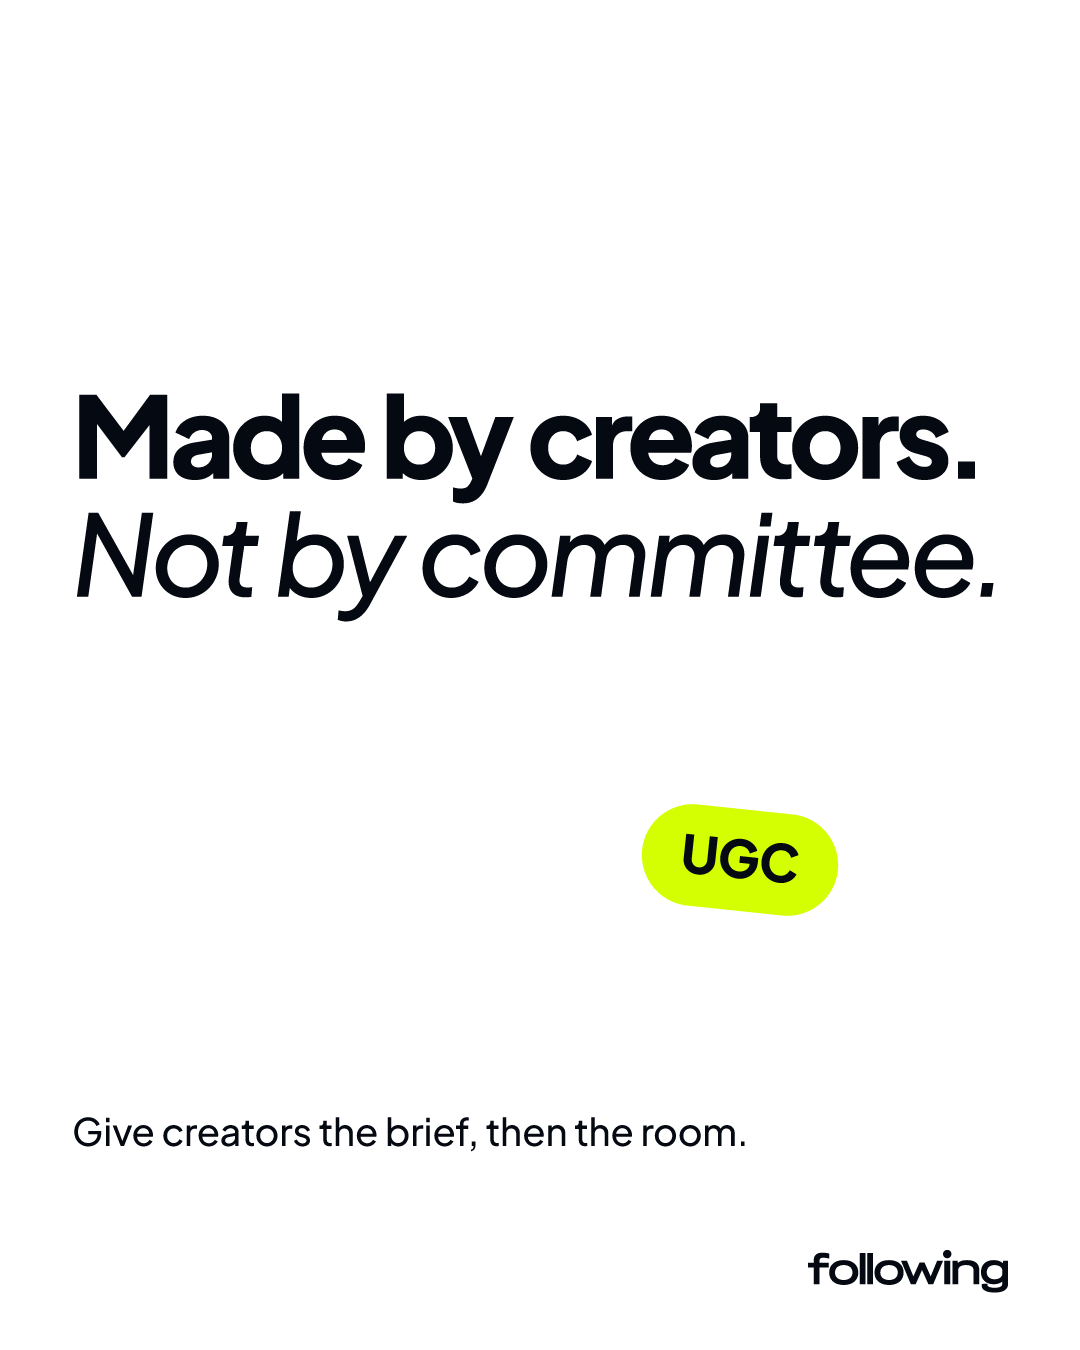 Made by creators.
Not by committee.
UGC
Give creators the brief, then the room.
following